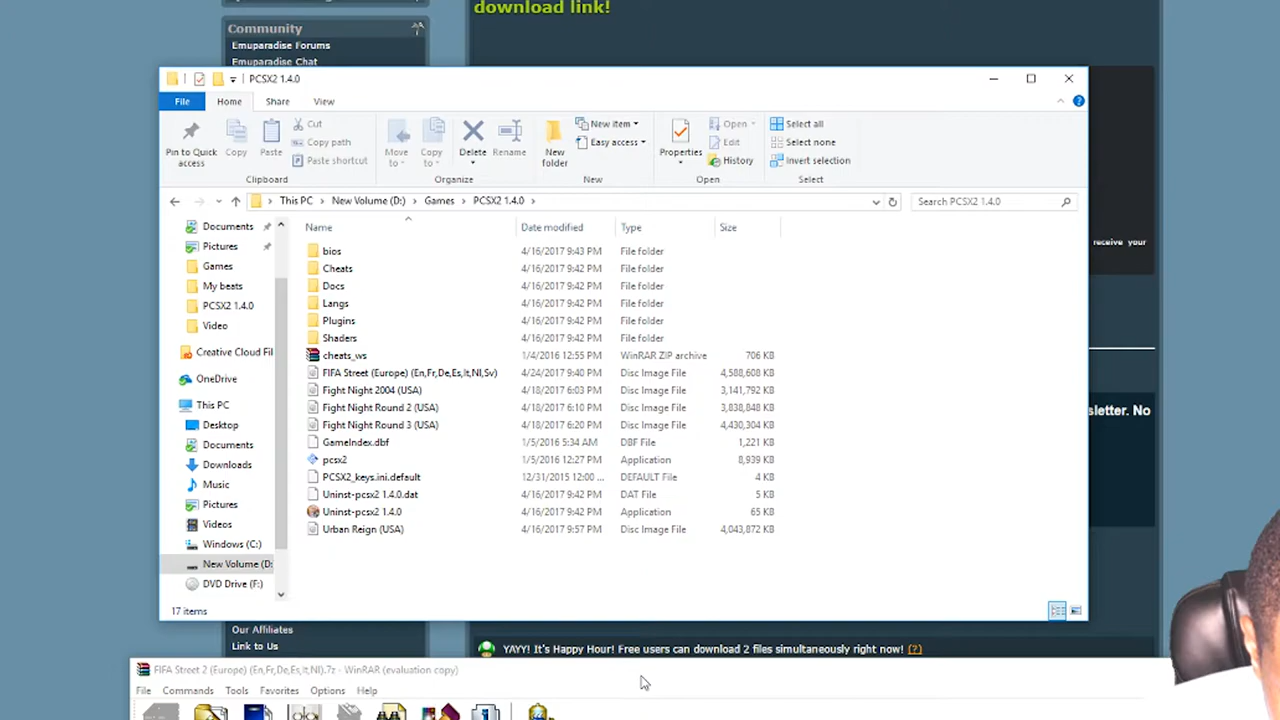 download link!
Community
Emuparadise Forums
Emuparadise Chat
PCSX2 1.4.0
File Home Share View
Pin to Quick access
Copy
Paste
Cut
Copy path
Paste shortcut
Clipboard
Move to
Copy to
Delete
Rename
Organize
New folder
New item
Easy access
New
Properties
Open
Edit
History
Open
Select all
Select none
Invert selection
Select
This PC > New Volume (D:) > Games > PCSX2 1.4.0 >
Search PCSX2 1.4.0
Name Date modified Type Size
Documents
Pictures
Games
My beats
PCSX2 1.4.0
Video
Creative Cloud Fil
OneDrive
This PC
Desktop
Documents
Downloads
Music
Pictures
Videos
Windows (C:)
New Volume (D:
DVD Drive (F:)
bios 4/16/2017 9:43 PM File folder
Cheats 4/16/2017 9:42 PM File folder
Docs 4/16/2017 9:42 PM File folder
Langs 4/16/2017 9:42 PM File folder
Plugins 4/16/2017 9:42 PM File folder
Shaders 4/16/2017 9:42 PM File folder
cheats_ws 1/4/2016 12:55 PM WinRAR ZIP archive 706 KB
FIFA Street (Europe) (En,Fr,De,Es,It,Nl,Sv) 4/24/2017 9:40 PM Disc Image File 4,588,608 KB
Fight Night 2004 (USA) 4/18/2017 6:03 PM Disc Image File 3,141,792 KB
Fight Night Round 2 (USA) 4/18/2017 6:10 PM Disc Image File 3,838,848 KB
Fight Night Round 3 (USA) 4/18/2017 6:20 PM Disc Image File 4,430,304 KB
GameIndex.dbf 1/5/2016 5:34 AM DBF File 1,221 KB
pcsx2 1/5/2016 12:27 PM Application 8,939 KB
PCSX2_keys.ini.default 12/31/2015 12:00 ... DEFAULT File 4 KB
Uninst-pcsx2 1.4.0.dat 4/16/2017 9:42 PM DAT File 5 KB
Uninst-pcsx2 1.4.0 4/16/2017 9:42 PM Application 65 KB
Urban Reign (USA) 4/16/2017 9:57 PM Disc Image File 4,043,872 KB
17 items
receive your
sletter. No
Our Affiliates
Link to Us
YAYY! It's Happy Hour! Free users can download 2 files simultaneously right now! (?)
FIFA Street 2 (Europe) (En,Fr,De,Es,It,Nl).7z - WinRAR (evaluation copy)
File Commands Tools Favorites Options Help